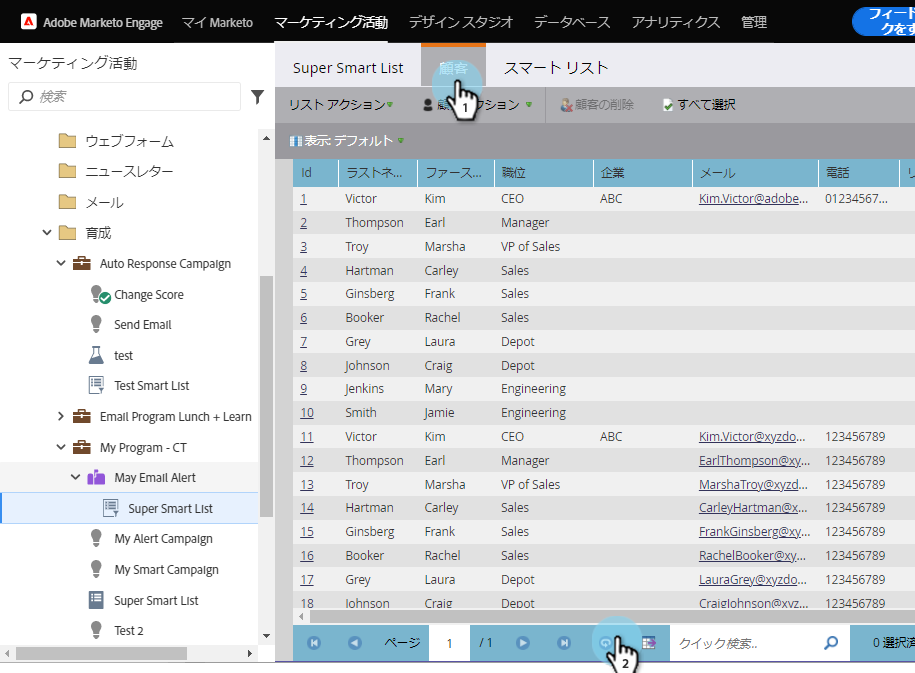 Adobe Marketo Engage マイ Marketo マーケティング活動 デザイン スタジオ データベース アナリティクス 管理 フィード
クをす
マーケティング活動
検索
ウェブフォーム
ニュースレター
メール
育成
Auto Response Campaign
Change Score
Send Email
test
Test Smart List
Email Program Lunch + Learn
My Program - CT
May Email Alert
Super Smart List
My Alert Campaign
My Smart Campaign
Super Smart List
Test 2
Super Smart List 顧客 スマート リスト
リスト アクション クション 顧客の削除 すべて選択
表示: デフォルト
Id ラストネ... ファース... 職位 企業 メール 電話
1 Victor Kim CEO ABC Kim.Victor@adobe... 01234567...
2 Thompson Earl Manager
3 Troy Marsha VP of Sales
4 Hartman Carley Sales
5 Ginsberg Frank Sales
6 Booker Rachel Sales
7 Grey Laura Depot
8 Johnson Craig Depot
9 Jenkins Mary Engineering
10 Smith Jamie Engineering
11 Victor Kim CEO ABC Kim.Victor@xyzdo... 123456789
12 Thompson Earl Manager EarlThompson@xy... 123456789
13 Troy Marsha VP of Sales MarshaTroy@xyzd... 123456789
14 Hartman Carley Sales CarleyHartman@x... 123456789
15 Ginsberg Frank Sales FrankGinsberg@xy... 123456789
16 Booker Rachel Sales RachelBooker@xy... 123456789
17 Grey Laura Depot LauraGrey@xyzdo... 123456789
18 Johnson Craig Depot CraigJohnson@xyz... 123456789
ページ 1 / 1 クイック検索.. 0 選択済
1
2